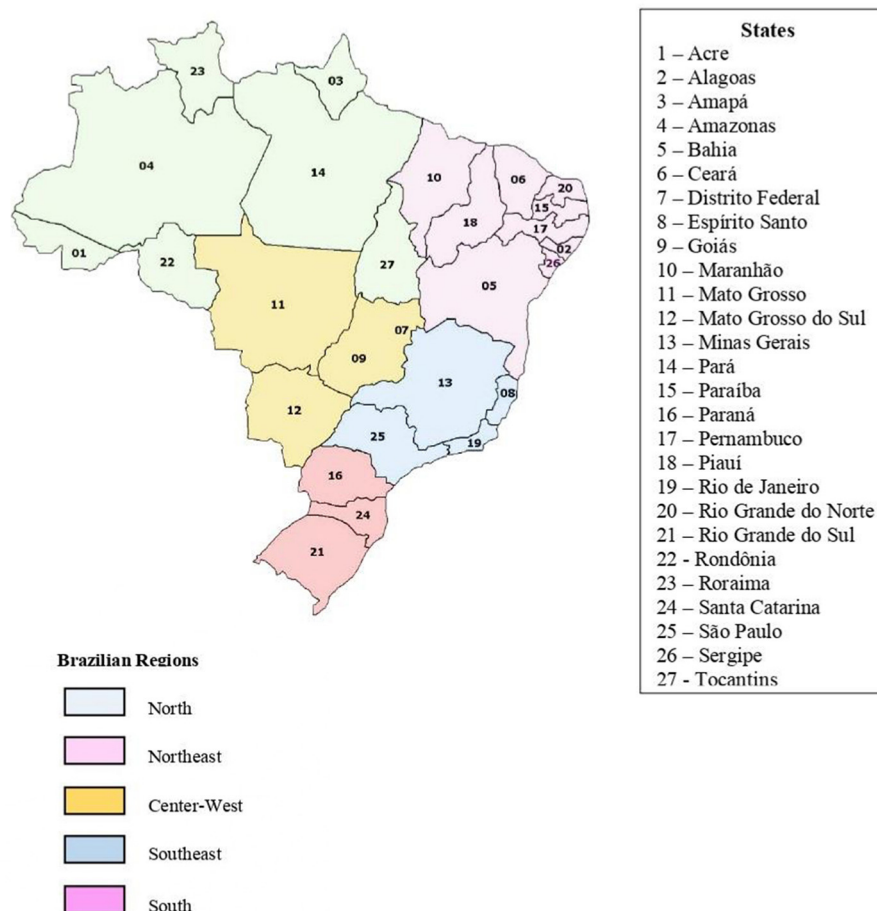 23
03
04
14
10
06
20
15
18
17
02
26
01
22
27
05
11
07
09
13
08
12
25
19
16
24
21
States
1 – Acre
2 – Alagoas
3 – Amapá
4 – Amazonas
5 – Bahia
6 – Ceará
7 – Distrito Federal
8 – Espírito Santo
9 – Goiás
10 – Maranhão
11 – Mato Grosso
12 – Mato Grosso do Sul
13 – Minas Gerais
14 – Pará
15 – Paraíba
16 – Paraná
17 – Pernambuco
18 – Piauí
19 – Rio de Janeiro
20 – Rio Grande do Norte
21 – Rio Grande do Sul
22 - Rondônia
23 – Roraima
24 – Santa Catarina
25 – São Paulo
26 – Sergipe
27 - Tocantins
Brazilian Regions
North
Northeast
Center-West
Southeast
South